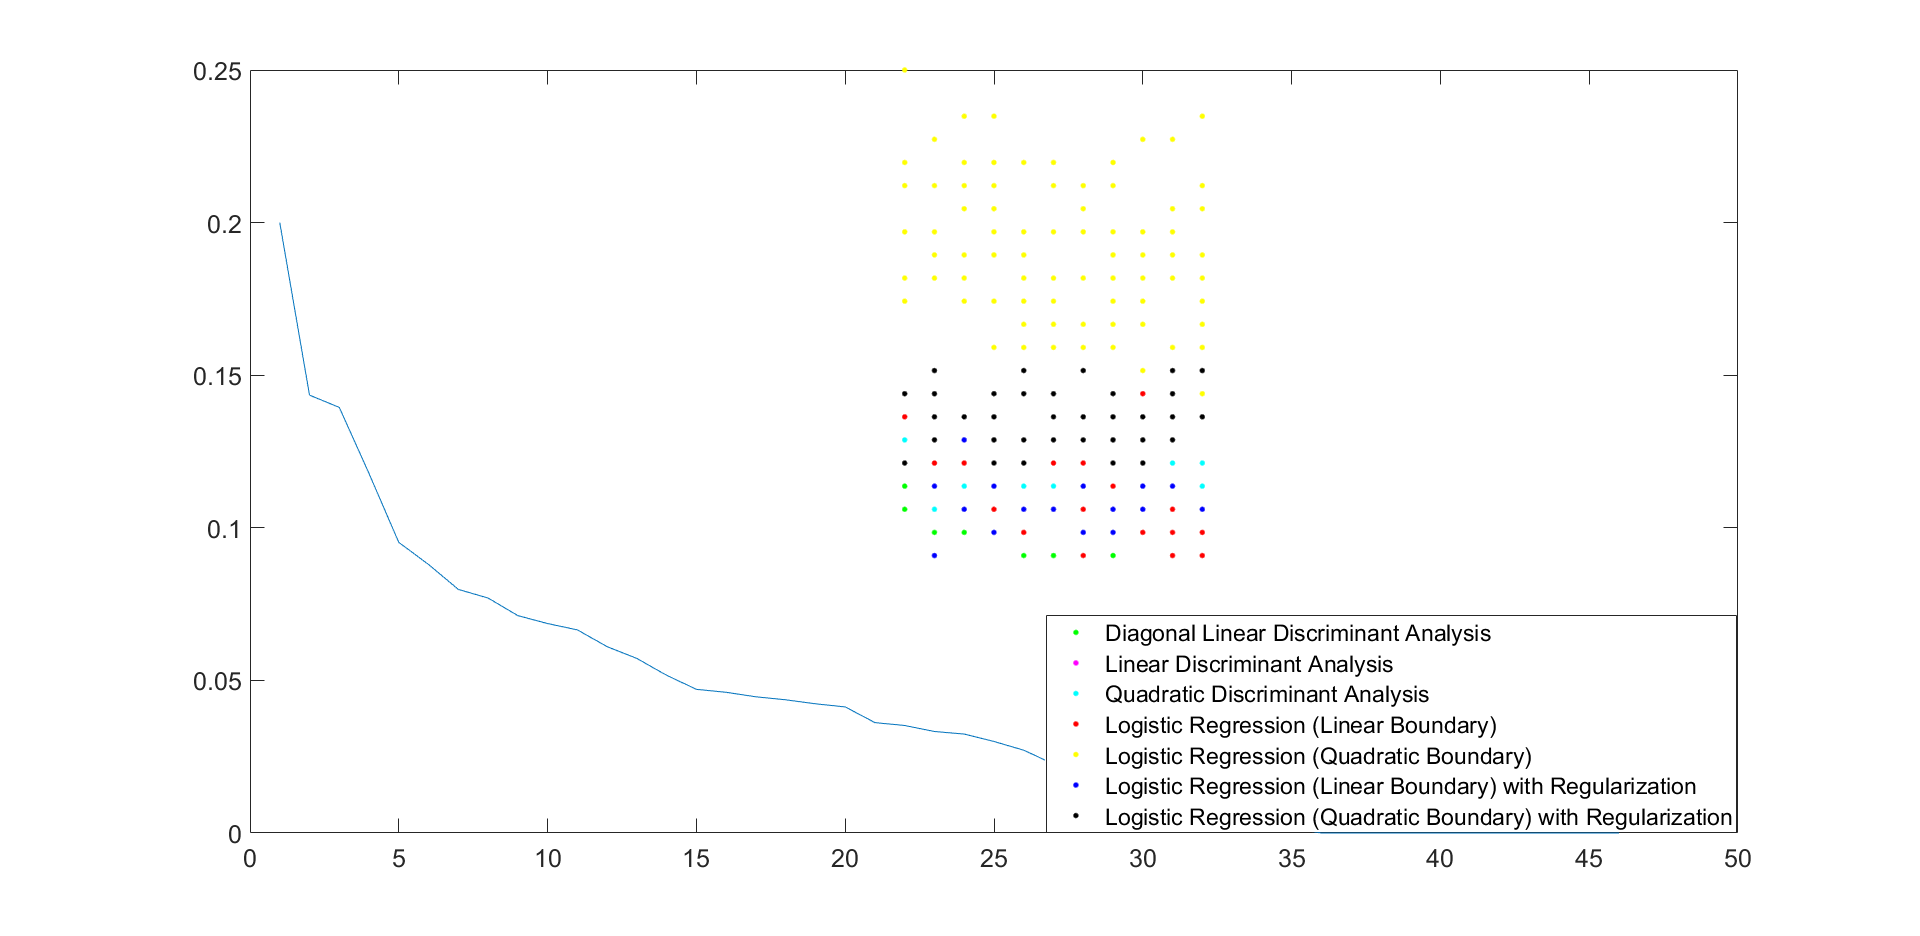 0.25
0.2
0.15
0.1
0.05
0
Diagonal Linear Discriminant Analysis
Linear Discriminant Analysis
Quadratic Discriminant Analysis
Logistic Regression (Linear Boundary)
Logistic Regression (Quadratic Boundary)
Logistic Regression (Linear Boundary) with Regularization
Logistic Regression (Quadratic Boundary) with Regularization
0 5 10 15 20 25 30 35 40 45 50